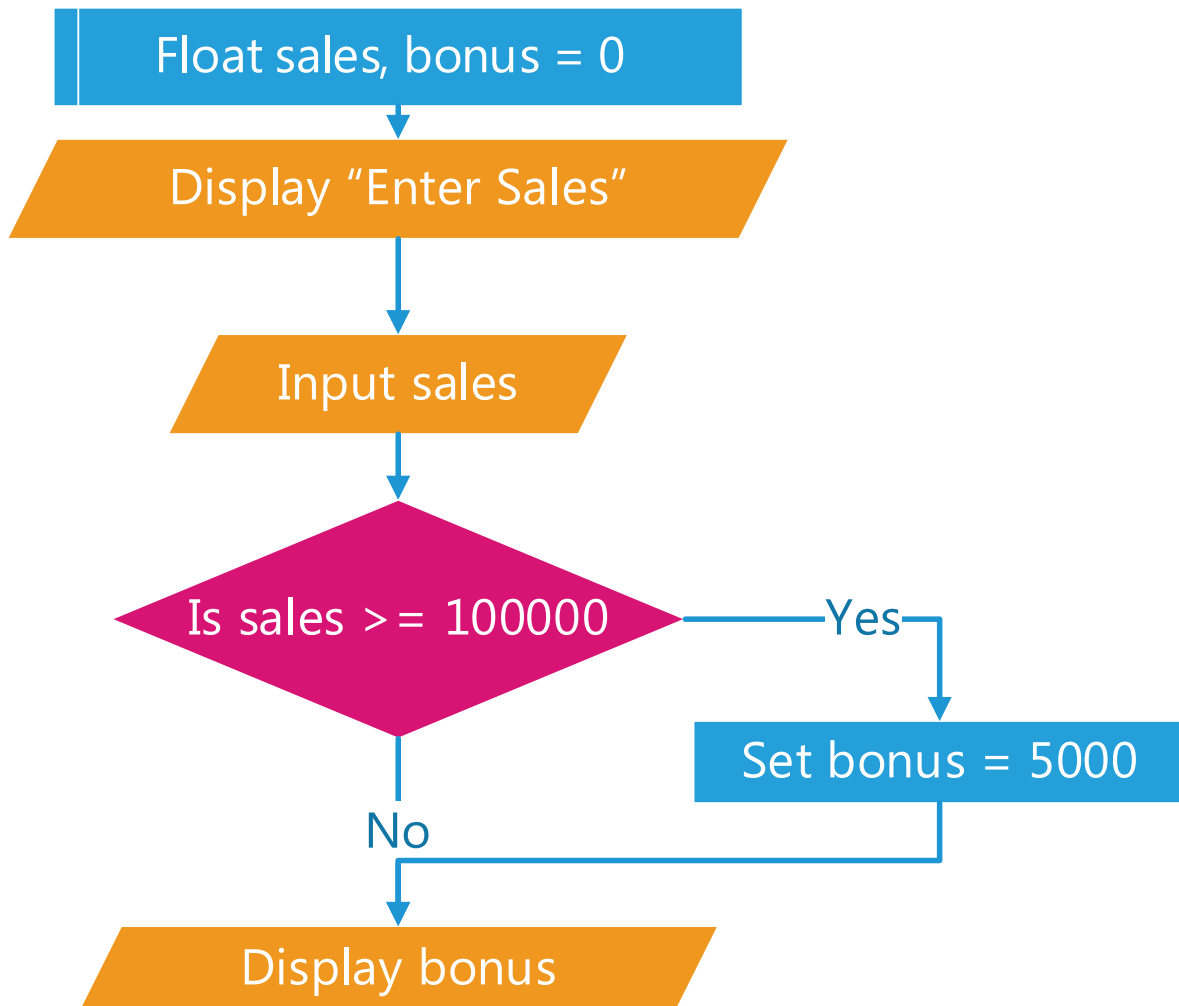 Float sales, bonus = 0
Display “Enter Sales”
Input sales
Is sales >= 100000
Yes
Set bonus = 5000
No
Display bonus